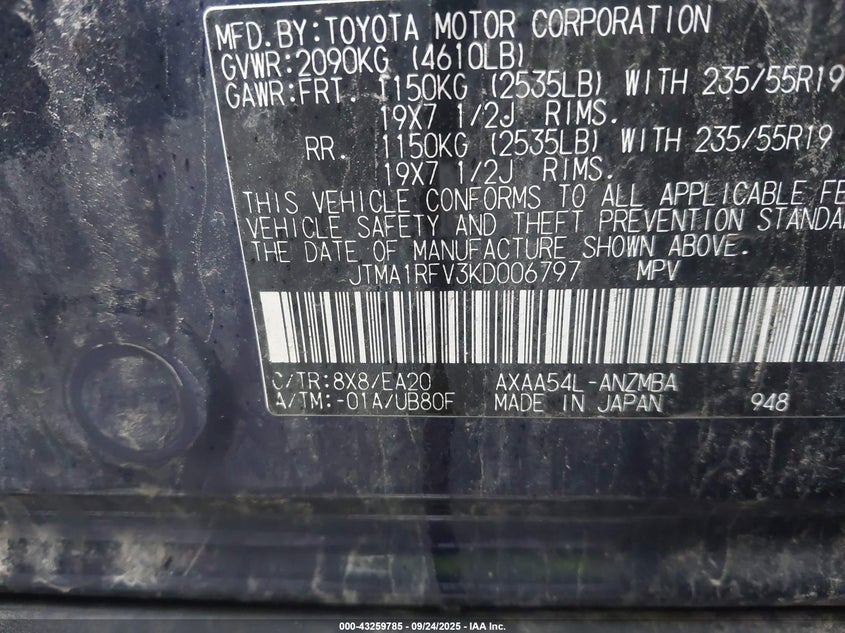 MFD.BY:TOYOTA MOTOR CORPORATION
GVWR:2090KG (4610LB)
GAWR:FRT. 1150KG (2535LB) WITH 235/55R19
19X7 1/2J RIMS.
RR. 1150KG (2535LB) WITH 235/55R19
19X7 1/2J RIMS.
THIS VEHICLE CONFORMS TO ALL APPLICABLE FE
VEHICLE SAFETY AND THEFT PREVENTION STANDA
THE DATE OF MANUFACTURE SHOWN ABOVE.
JTMA1RFV3KD006797 MPV
C/TR:8X8/EA20 AXAA54L-ANZMBA
A/TM:-01A/UB80F MADE IN JAPAN 948
000-43259785 - 09/24/2025 - IAA Inc.